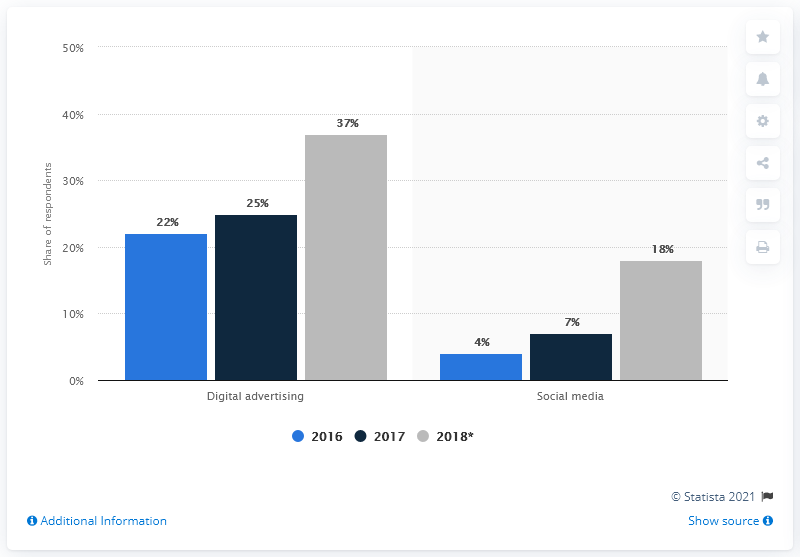 50%
40%
30%
20%
10%
0%
Share of respondents
22%
25%
37%
4%
7%
18%
Digital advertising
Social media
2016 2017 2018*
© Statista 2021
Additional Information
Show source